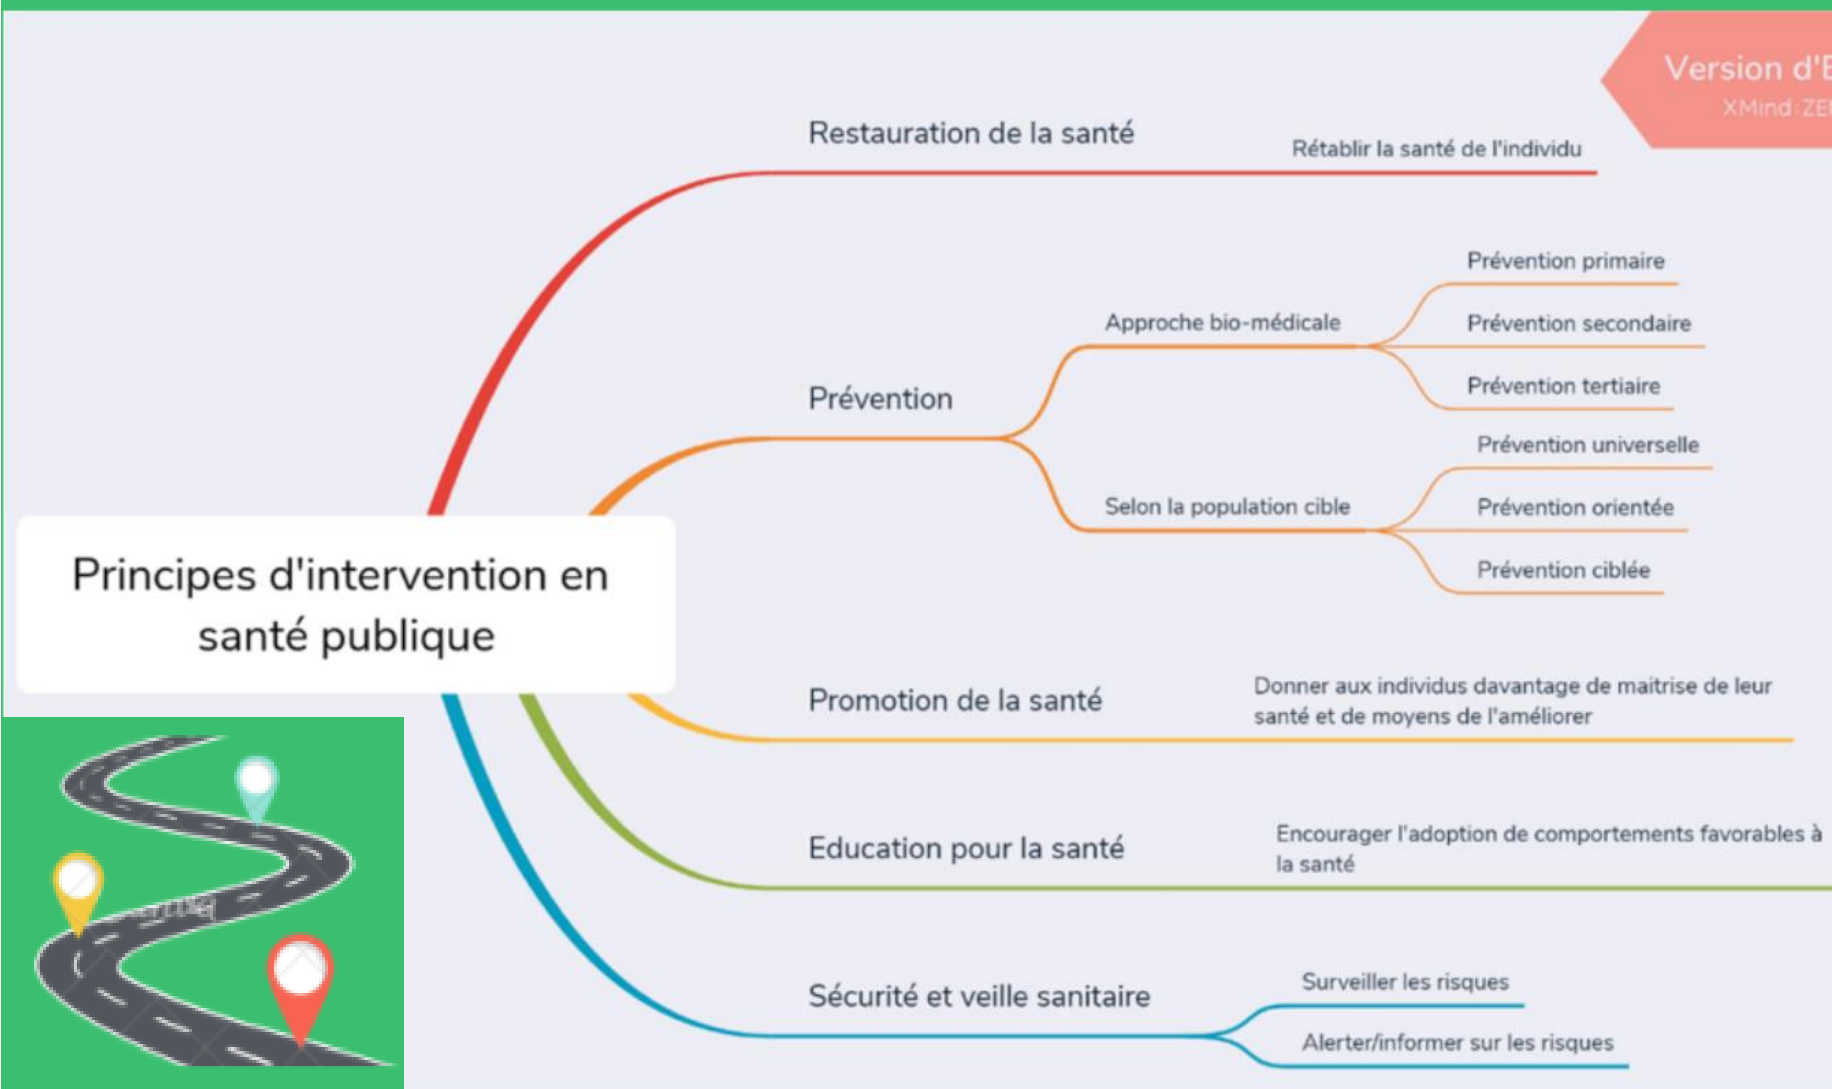 Version d'E
XMind:ZEN
Restauration de la santé
Rétablir la santé de l'individu
Prévention
Approche bio-médicale
Prévention primaire
Prévention secondaire
Prévention tertiaire
Selon la population cible
Prévention universelle
Prévention orientée
Prévention ciblée
Principes d'intervention en
santé publique
Promotion de la santé
Donner aux individus davantage de maitrise de leur
santé et de moyens de l'améliorer
Education pour la santé
Encourager l'adoption de comportements favorables à
la santé
Sécurité et veille sanitaire
Surveiller les risques
Alerter/informer sur les risques